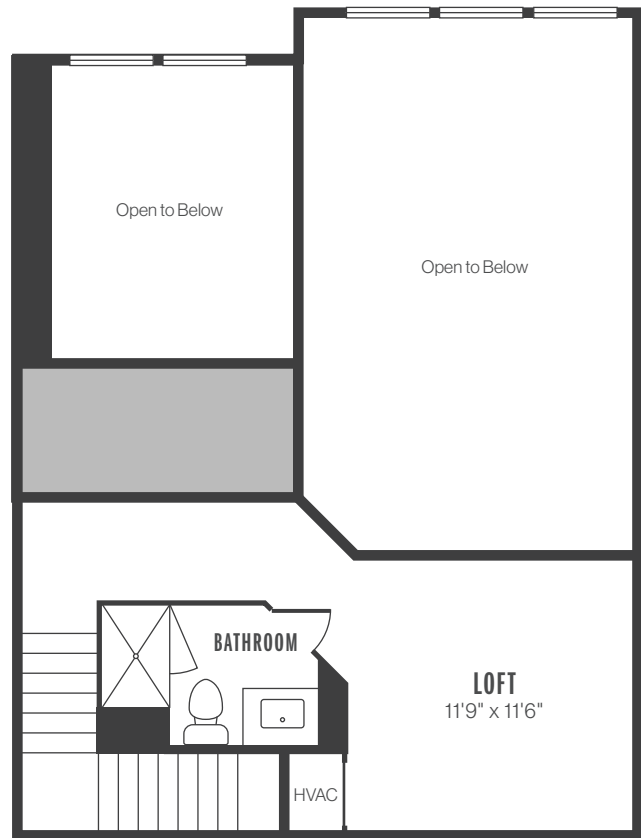 Open to Below
Open to Below
BATHROOM
LOFT
11'9" x 11'6"
HVAC